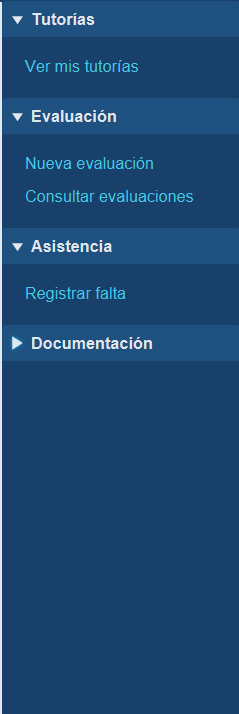 Tutorías
Ver mis tutorías
Evaluación
Nueva evaluación
Consultar evaluaciones
Asistencia
Registrar falta
Documentación